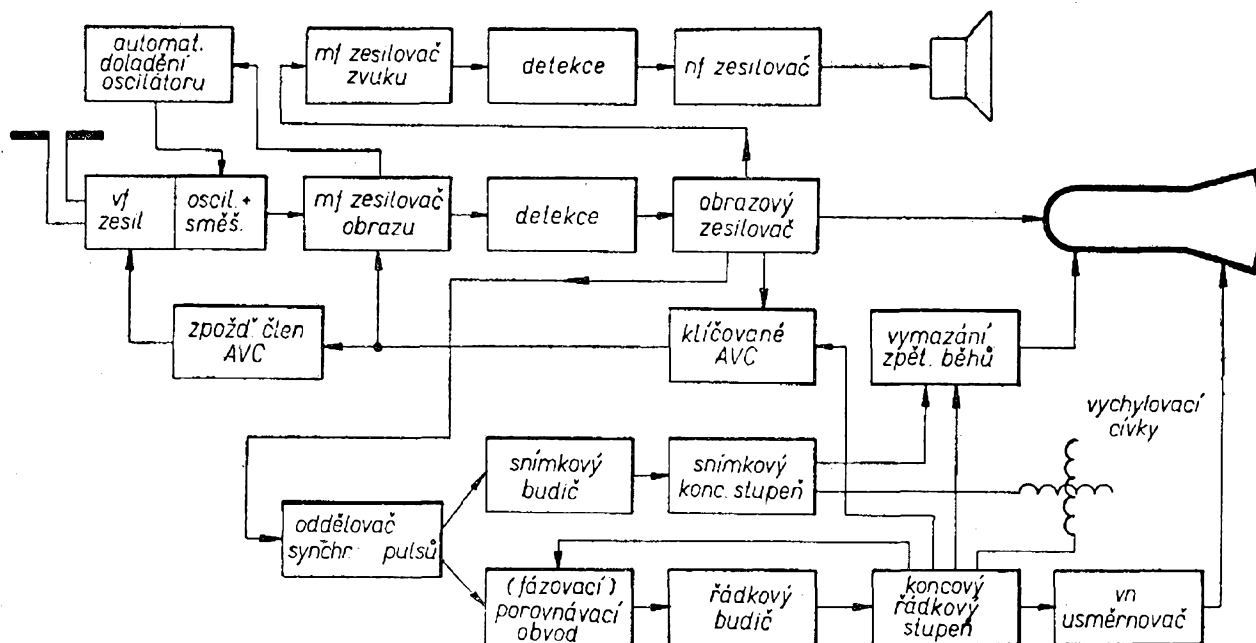 automat.
doladění
oscilátoru
mf zesilovač
zvuku
detekce
nf zesilovač
vf
zesil
oscil. +
směš.
mf zesilovač
obrazu
detekce
obrazový
zesilovač
zpožď člen
AVC
klíčované
AVC
vymazání
zpět. běhů
vychylovací
cívky
snímkový
budič
snímkový
konc. stupeň
oddělovač
synchr. pulsů
(fázovací)
porovnávací
obvod
řádkový
budič
koncový
řádkový
stupeň
vn
usměrnovač